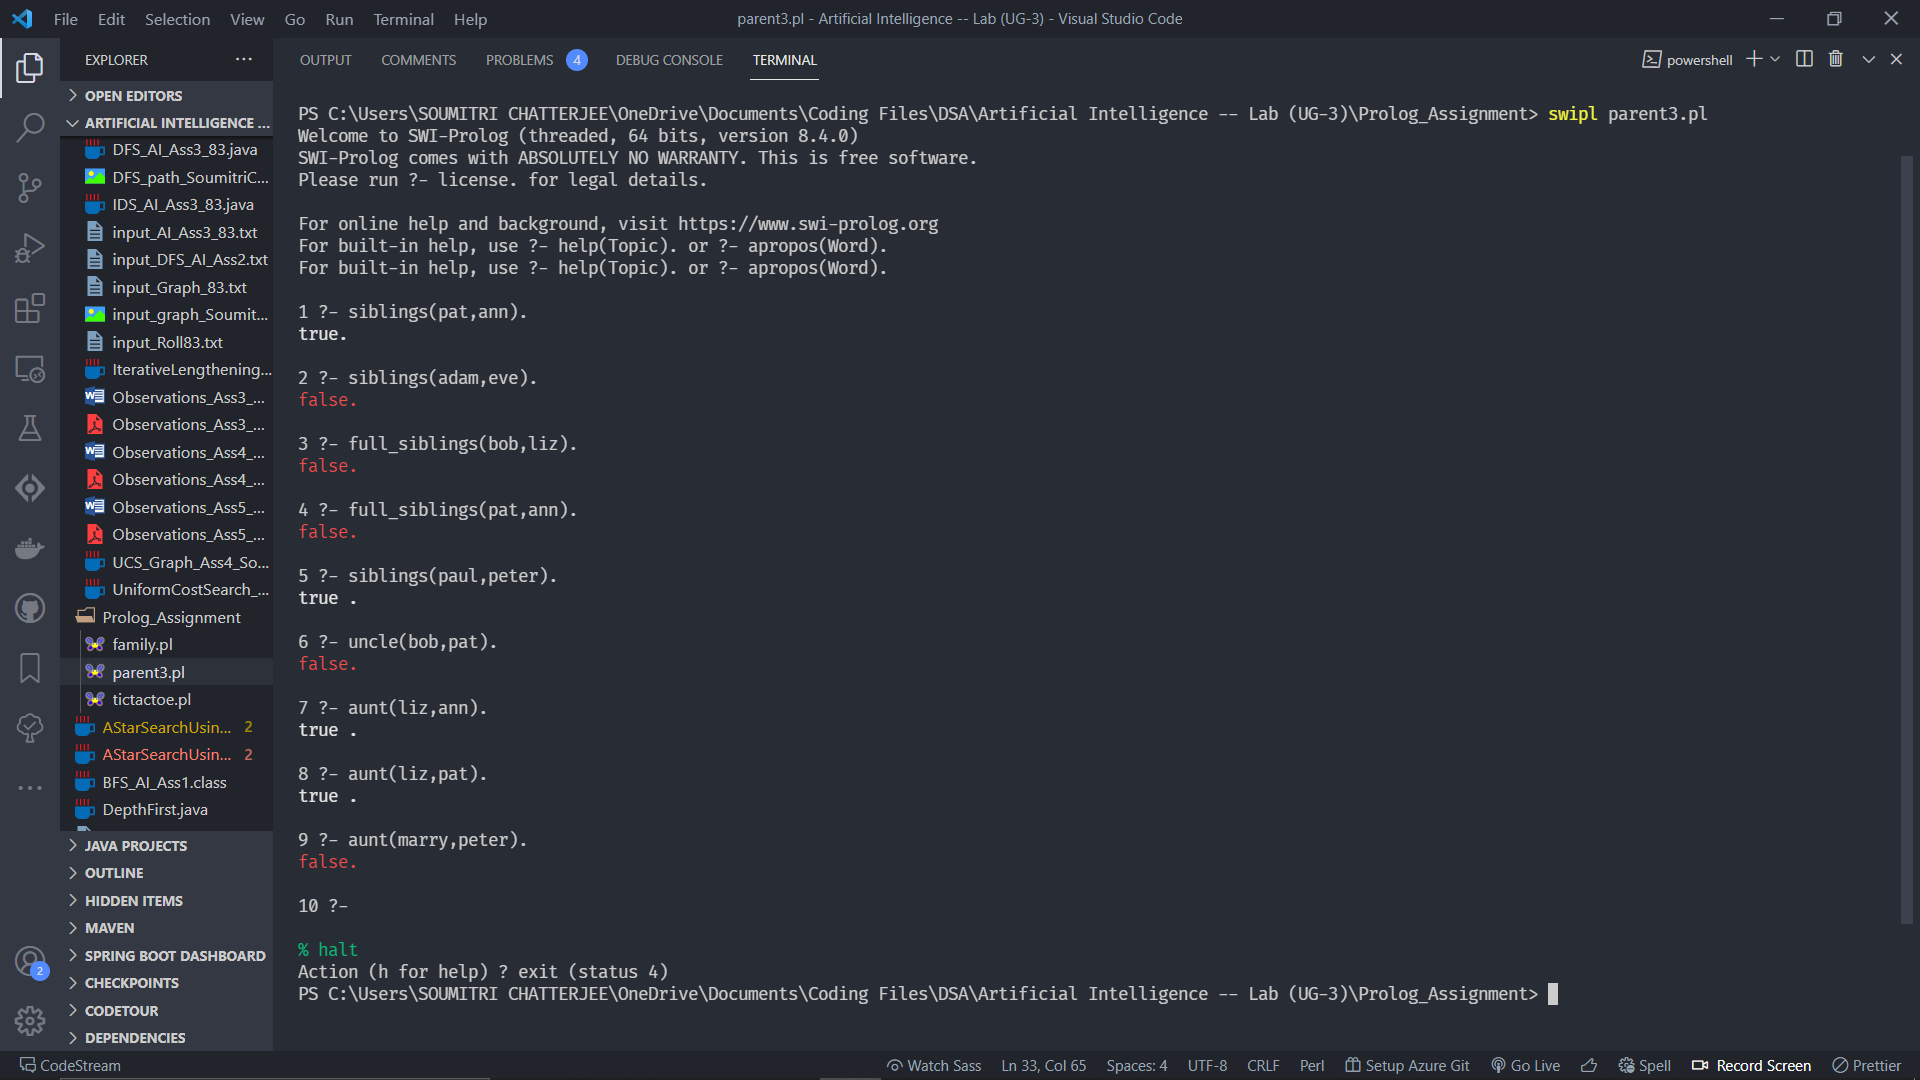 File Edit Selection View Go Run Terminal Help
parent3.pl - Artificial Intelligence -- Lab (UG-3) - Visual Studio Code
EXPLORER
OUTPUT COMMENTS PROBLEMS 4 DEBUG CONSOLE TERMINAL
powershell
OPEN EDITORS
ARTIFICIAL INTELLIGENCE ...
DFS_AI_Ass3_83.java
DFS_path_SoumitriC...
IDS_AI_Ass3_83.java
input_AI_Ass3_83.txt
input_DFS_AI_Ass2.txt
input_Graph_83.txt
input_graph_Soumit...
input_Roll83.txt
IterativeLengthening...
Observations_Ass3_...
Observations_Ass3_...
Observations_Ass4_...
Observations_Ass4_...
Observations_Ass5_...
Observations_Ass5_...
UCS_Graph_Ass4_So...
UniformCostSearch_...
Prolog_Assignment
family.pl
parent3.pl
tictactoe.pl
AStarSearchUsin... 2
AStarSearchUsin... 2
BFS_AI_Ass1.class
DepthFirst.java
JAVA PROJECTS
OUTLINE
HIDDEN ITEMS
MAVEN
SPRING BOOT DASHBOARD
CHECKPOINTS
CODETOUR
DEPENDENCIES
2
PS C:\Users\SOUMITRI CHATTERJEE\OneDrive\Documents\Coding Files\DSA\Artificial Intelligence -- Lab (UG-3)\Prolog_Assignment> swipl parent3.pl
Welcome to SWI-Prolog (threaded, 64 bits, version 8.4.0)
SWI-Prolog comes with ABSOLUTELY NO WARRANTY. This is free software.
Please run ?- license. for legal details.
For online help and background, visit https://www.swi-prolog.org
For built-in help, use ?- help(Topic). or ?- apropos(Word).
For built-in help, use ?- help(Topic). or ?- apropos(Word).
1 ?- siblings(pat,ann).
true.
2 ?- siblings(adam,eve).
false.
3 ?- full_siblings(bob,liz).
false.
4 ?- full_siblings(pat,ann).
false.
5 ?- siblings(paul,peter).
true .
6 ?- uncle(bob,pat).
false.
7 ?- aunt(liz,ann).
true .
8 ?- aunt(liz,pat).
true .
9 ?- aunt(marry,peter).
false.
10 ?-
% halt
Action (h for help) ? exit (status 4)
PS C:\Users\SOUMITRI CHATTERJEE\OneDrive\Documents\Coding Files\DSA\Artificial Intelligence -- Lab (UG-3)\Prolog_Assignment>
CodeStream
Watch Sass Ln 33, Col 65 Spaces: 4 UTF-8 CRLF Perl Setup Azure Git Go Live Spell Record Screen Prettier